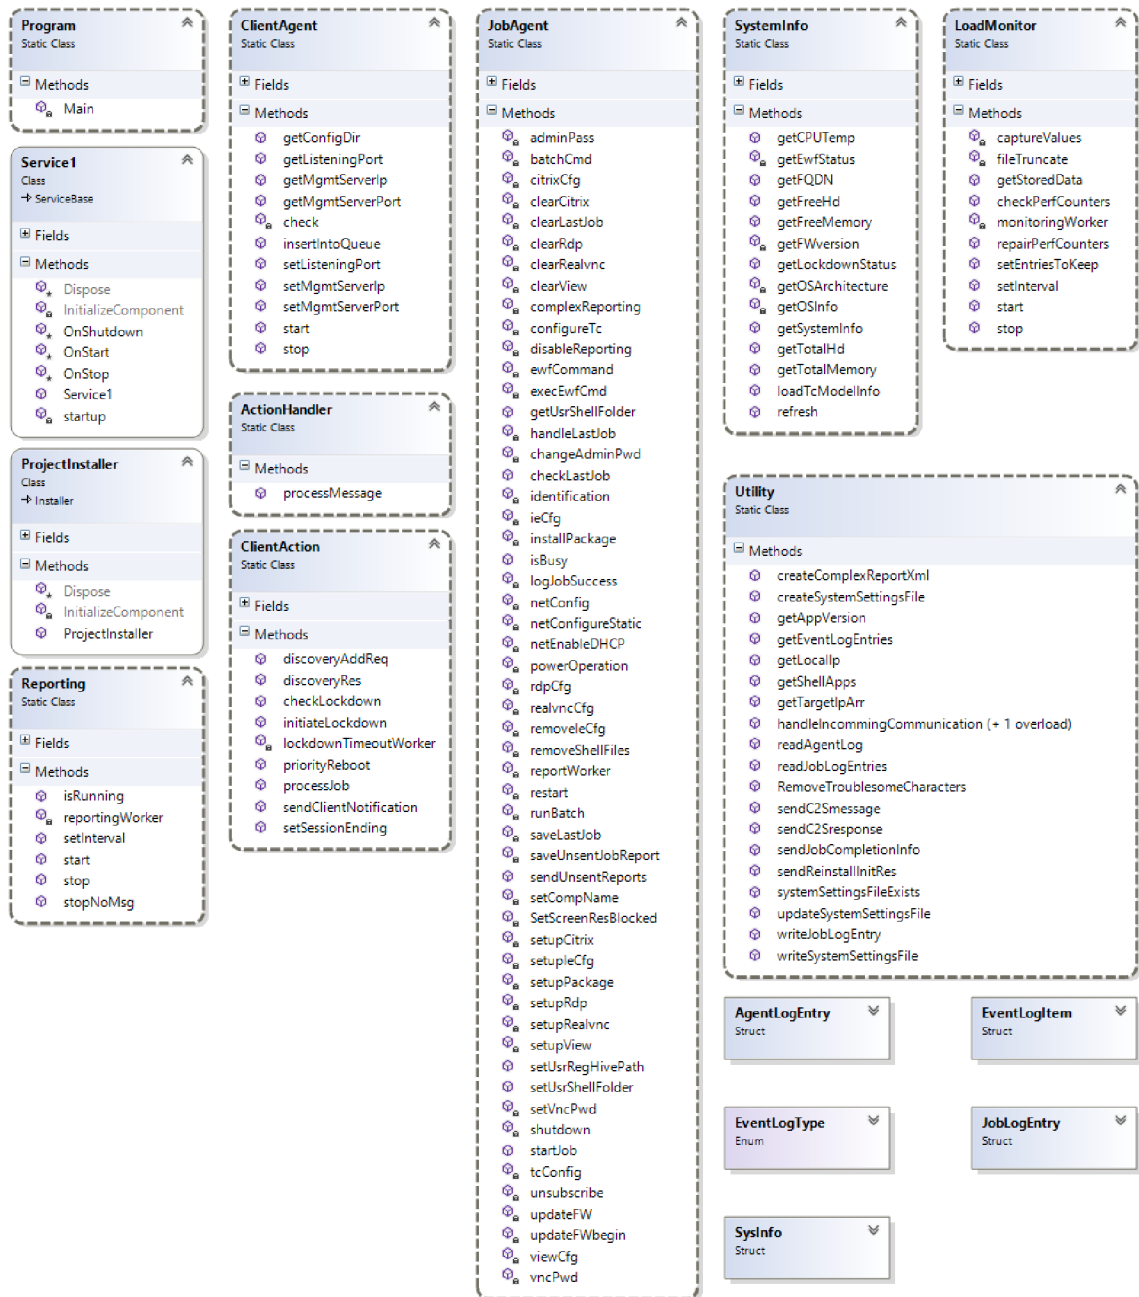 Program
Static Class
Methods
Main
Service1
Class
ServiceBase
Fields
Methods
Dispose
InitializeComponent
OnShutdown
OnStart
OnStop
Service1
startup
ProjectInstaller
Class
Installer
Fields
Methods
Dispose
InitializeComponent
ProjectInstaller
Reporting
Static Class
Fields
Methods
isRunning
reportingWorker
setInterval
start
stop
stopNoMsg
ClientAgent
Static Class
Fields
Methods
getConfigDir
getListeningPort
getMgmtServerIp
getMgmtServerPort
check
insertIntoQueue
setListeningPort
setMgmtServerIp
setMgmtServerPort
start
stop
ActionHandler
Static Class
Methods
processMessage
ClientAction
Static Class
Fields
Methods
discoveryAddReq
discoveryRes
checkLockdown
initiateLockdown
lockdownTimeoutWorker
priorityReboot
processJob
sendClientNotification
setSessionEnding
JobAgent
Static Class
Fields
Methods
adminPass
batchCmd
citrixCfg
clearCitrix
clearLastJob
clearRdp
clearRealvnc
clearView
complexReporting
configureTc
disableReporting
ewfCommand
execEwfCmd
getUsrShellFolder
handleLastJob
changeAdminPwd
checkLastJob
identification
ieCfg
installPackage
isBusy
logJobSuccess
netConfig
netConfigureStatic
netEnableDHCP
powerOperation
rdpCfg
realvncCfg
removeIeCfg
removeShellFiles
reportWorker
restart
runBatch
saveLastJob
saveUnsentJobReport
sendUnsentReports
setCompName
SetScreenResBlocked
setupCitrix
setupIeCfg
setupPackage
setupRdp
setupRealvnc
setupView
setUsrRegHivePath
setUsrShellFolder
setVncPwd
shutdown
startJob
tcConfig
unsubscribe
updateFW
updateFWbegin
viewCfg
vncPwd
SystemInfo
Static Class
Fields
Methods
getCPUTemp
getEwfStatus
getFQDN
getFreeHd
getFreeMemory
getFWversion
getLockdownStatus
getOSArchitecture
getOSInfo
getSystemInfo
getTotalHd
getTotalMemory
loadTcModelInfo
refresh
LoadMonitor
Static Class
Fields
Methods
captureValues
fileTruncate
getStoredData
checkPerfCounters
monitoringWorker
repairPerfCounters
setEntriesToKeep
setInterval
start
stop
Utility
Static Class
Methods
createComplexReportXml
createSystemSettingsFile
getAppVersion
getEventLogEntries
getLocalIp
getShellApps
getTargetIpArr
handleIncommingCommunication (+ 1 overload)
readAgentLog
readJobLogEntries
RemoveTroublesomeCharacters
sendC2Smessage
sendC2Sresponse
sendJobCompletionInfo
sendReinstallInitRes
systemSettingsFileExists
updateSystemSettingsFile
writeJobLogEntry
writeSystemSettingsFile
AgentLogEntry
Struct
EventLogItem
Struct
EventLogType
Enum
JobLogEntry
Struct
SysInfo
Struct